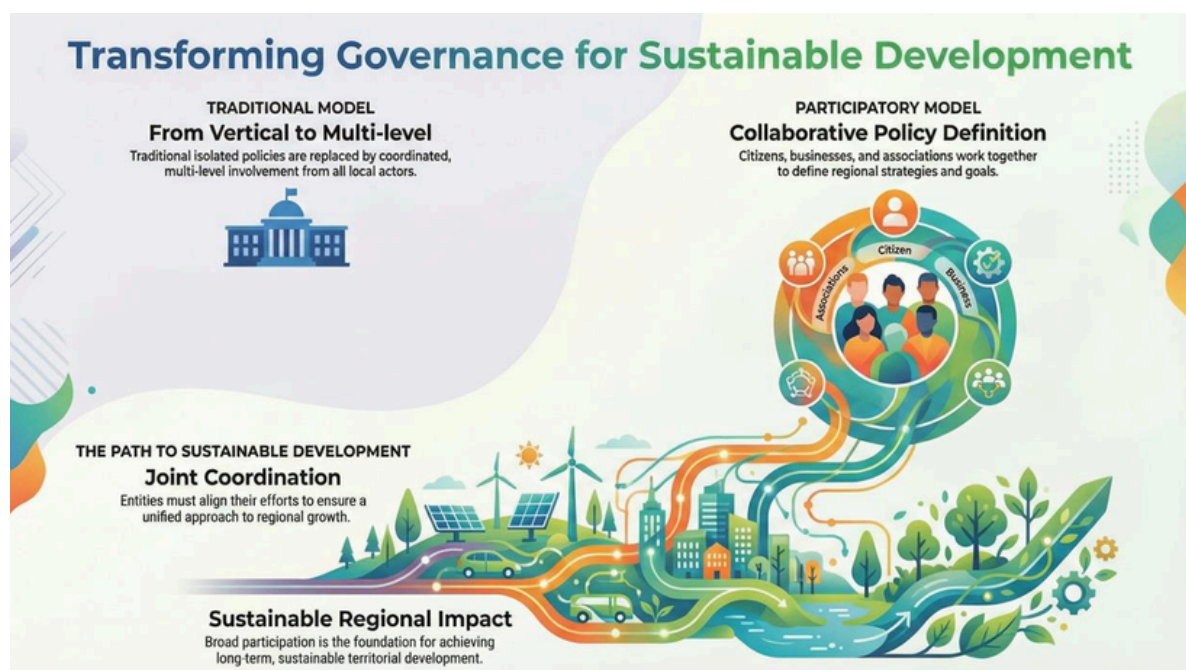 Transforming Governance for Sustainable Development
TRADITIONAL MODEL
From Vertical to Multi-level
Traditional isolated policies are replaced by coordinated,
multi-level involvement from all local actors.
PARTICIPATORY MODEL
Collaborative Policy Definition
Citizens, businesses, and associations work together
to define regional strategies and goals.
Associations
Citizen
Business
THE PATH TO SUSTAINABLE DEVELOPMENT
Joint Coordination
Entities must align their efforts to ensure a
unified approach to regional growth.
Sustainable Regional Impact
Broad participation is the foundation for achieving
long-term, sustainable territorial development.